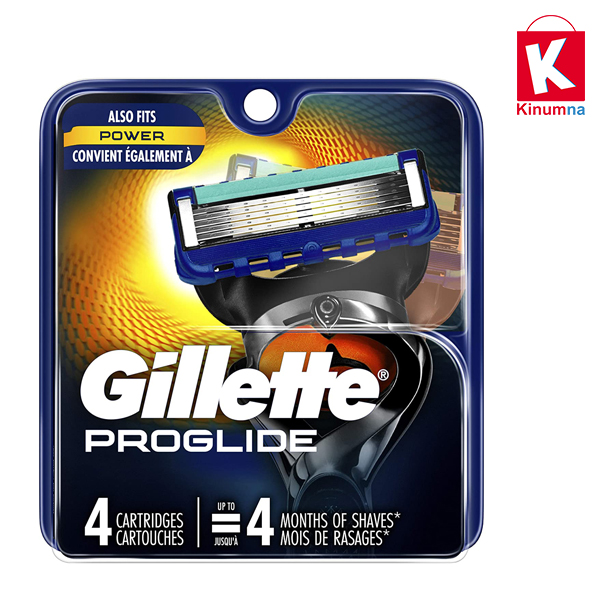 K
Kinumna
ALSO FITS
POWER
CONVIENT ÉGALEMENT À
Gillette®
PROGLIDE
4 CARTRIDGES
CARTOUCHES
UP TO
=
JUSQU'À
4 MONTHS OF SHAVES*
MOIS DE RASAGES*